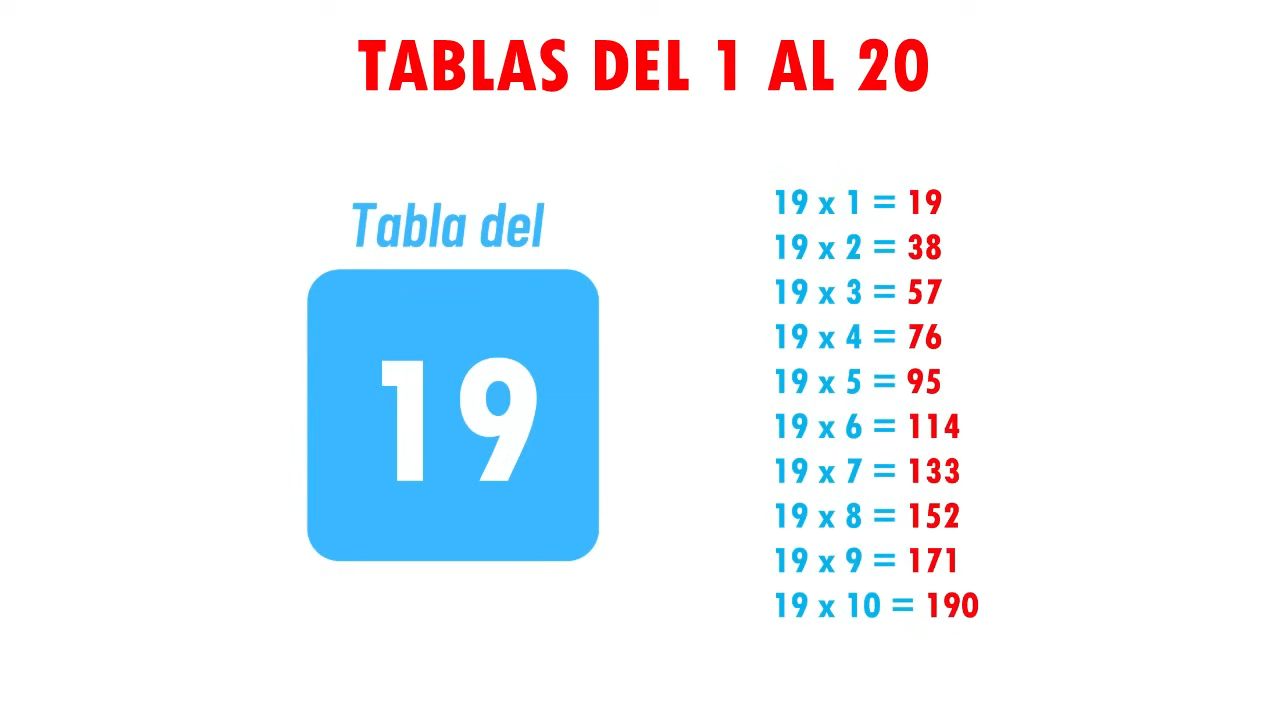 TABLAS DEL 1 AL 20
Tabla del
19
19 x 1 = 19
19 x 2 = 38
19 x 3 = 57
19 x 4 = 76
19 x 5 = 95
19 x 6 = 114
19 x 7 = 133
19 x 8 = 152
19 x 9 = 171
19 x 10 = 190